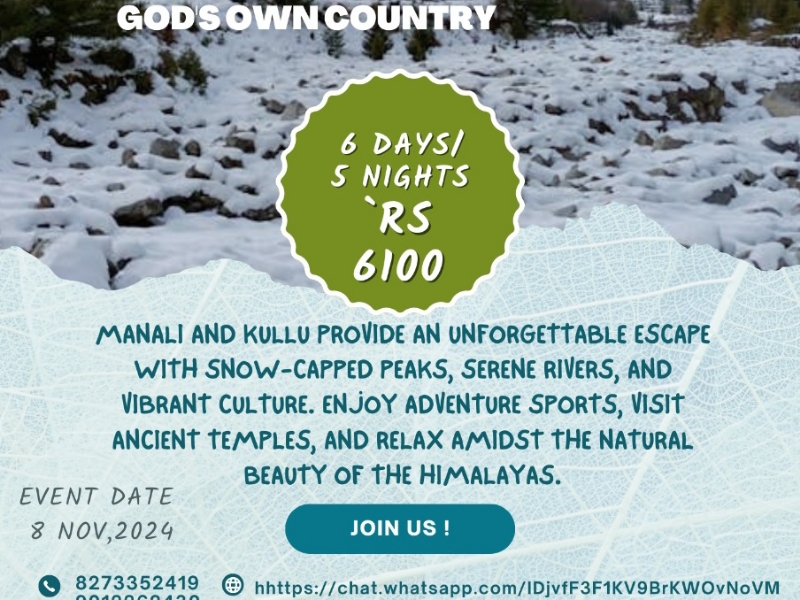 GOD'S OWN COUNTRY
6 DAYS/
5 NIGHTS
`RS
6100
MANALI AND KULLU PROVIDE AN UNFORGETTABLE ESCAPE
WITH SNOW-CAPPED PEAKS, SERENE RIVERS, AND
VIBRANT CULTURE. ENJOY ADVENTURE SPORTS, VISIT
ANCIENT TEMPLES, AND RELAX AMIDST THE NATURAL
BEAUTY OF THE HIMALAYAS.
EVENT DATE
8 NOV,2024
JOIN US !
8273352419
hhttps://chat.whatsapp.com/IDjvfF3F1KV9BrKWOvNoVM